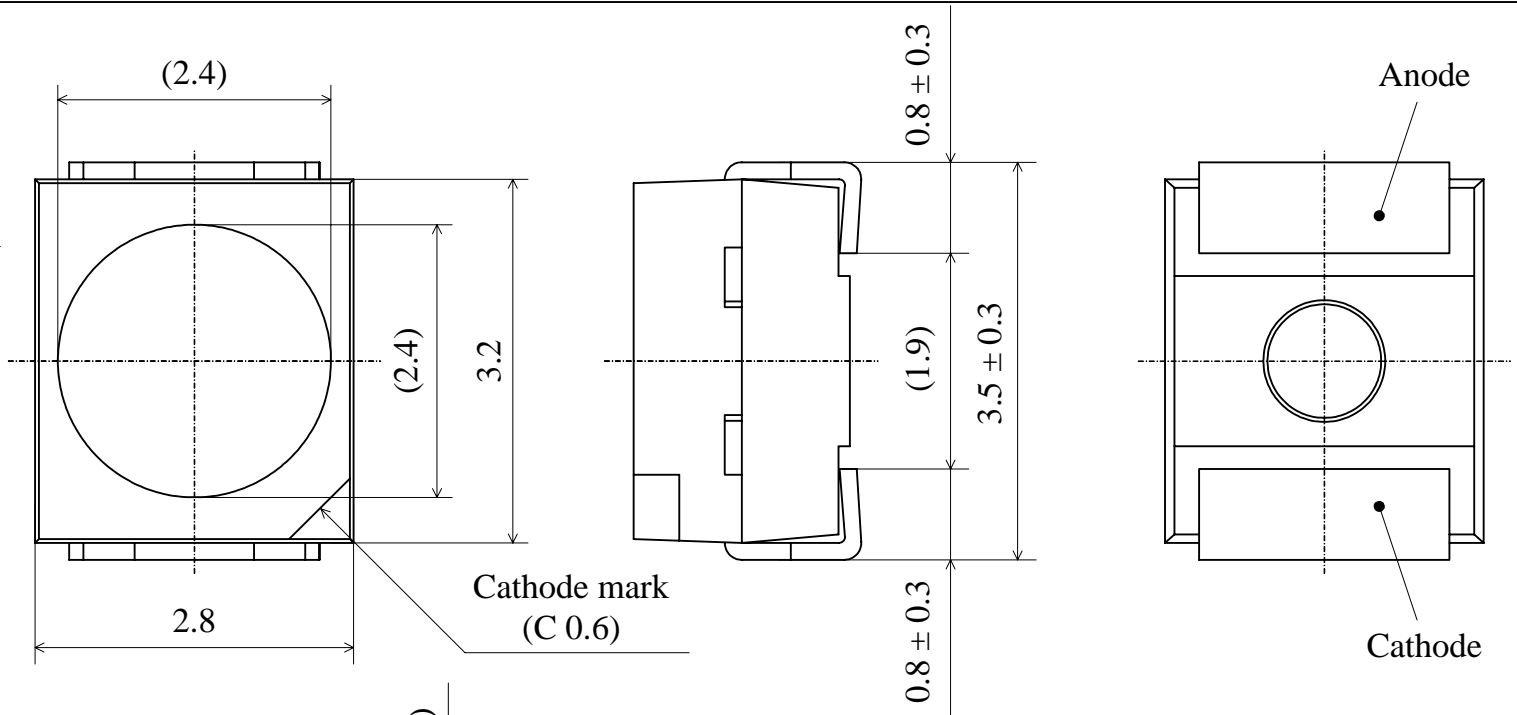 (2.4)
0.8 ± 0.3
Anode
(2.4)
3.2
(1.9)
3.5 ± 0.3
Cathode mark
(C 0.6)
2.8
0.8 ± 0.3
Cathode
)